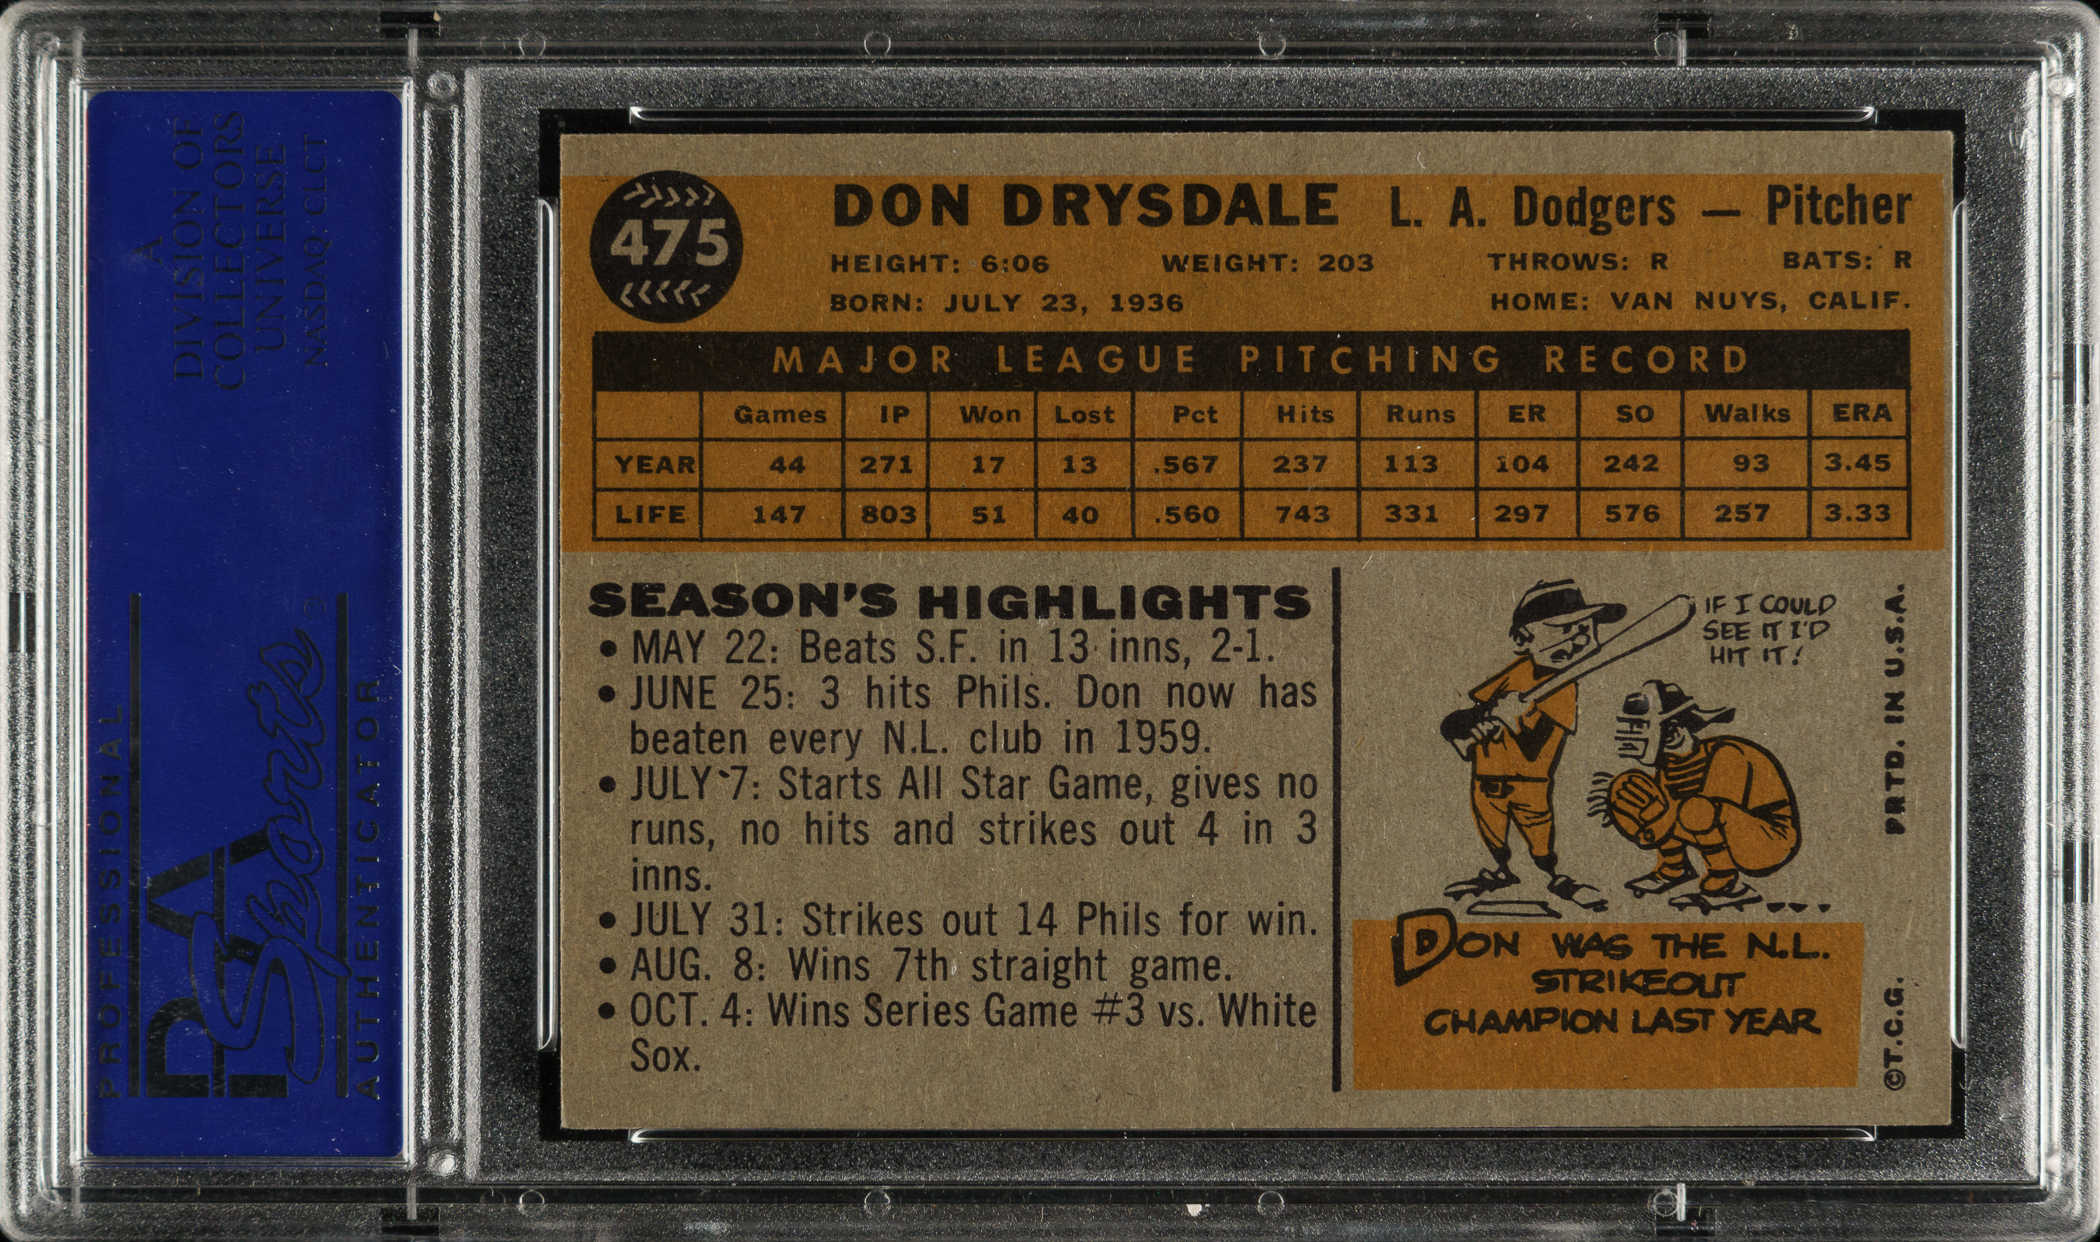 A
DIVISION OF
COLLECTORS
UNIVERSE
NASDAQ: CLCT
PROFESSIONAL
PSA
Sports
AUTHENTICATOR
475
DON DRYSDALE L. A. Dodgers — Pitcher
HEIGHT: 6:06 WEIGHT: 203 THROWS: R BATS: R
BORN: JULY 23, 1936 HOME: VAN NUYS, CALIF.
MAJOR LEAGUE PITCHING RECORD
Games IP Won Lost Pct Hits Runs ER SO Walks ERA
YEAR 44 271 17 13 .567 237 113 104 242 93 3.45
LIFE 147 803 51 40 .560 743 331 297 576 257 3.33
SEASON'S HIGHLIGHTS
• MAY 22: Beats S.F. in 13 inns, 2-1.
• JUNE 25: 3 hits Phils. Don now has
beaten every N.L. club in 1959.
• JULY 7: Starts All Star Game, gives no
runs, no hits and strikes out 4 in 3
inns.
• JULY 31: Strikes out 14 Phils for win.
• AUG. 8: Wins 7th straight game.
• OCT. 4: Wins Series Game #3 vs. White
Sox.
IF I COULD
SEE IT I'D
HIT IT!
DON WAS THE N.L.
STRIKEOUT
CHAMPION LAST YEAR
©T.C.G. PRTD. IN U.S.A.